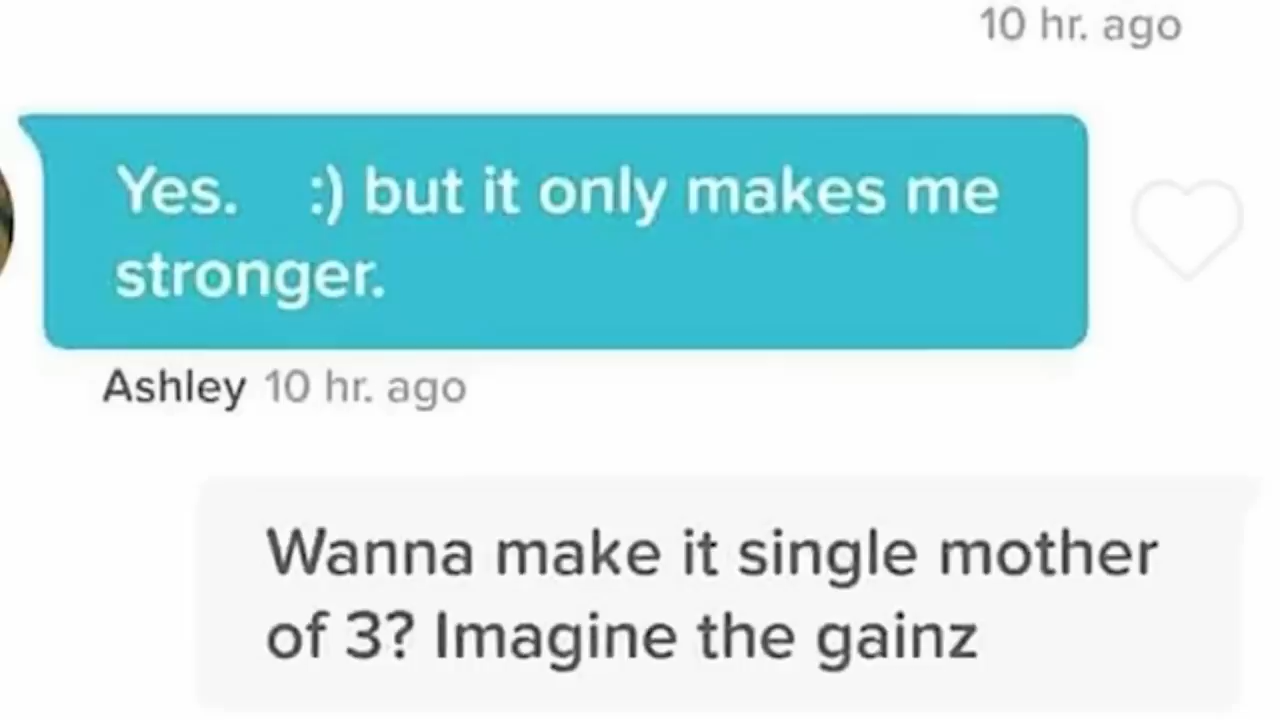 10 hr. ago
Yes. :) but it only makes me
stronger.
Ashley 10 hr. ago
Wanna make it single mother
of 3? Imagine the gainz